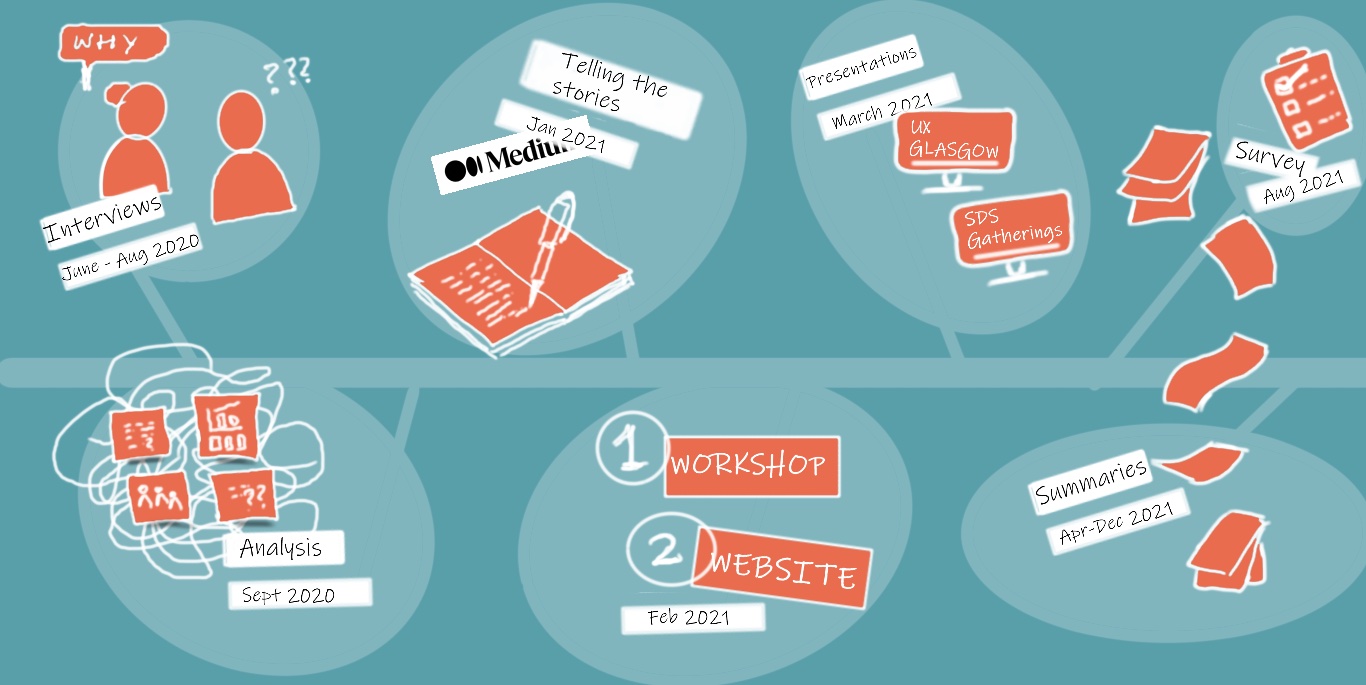 WHY
???
Interviews
June - Aug 2020
Telling the
stories
Jan 2021
Medium
Presentations
March 2021
UX
GLASGOW
SDS
Gatherings
Survey
Aug 2021
??
Analysis
Sept 2020
1
WORKSHOP
2
WEBSITE
Feb 2021
Summaries
Apr-Dec 2021